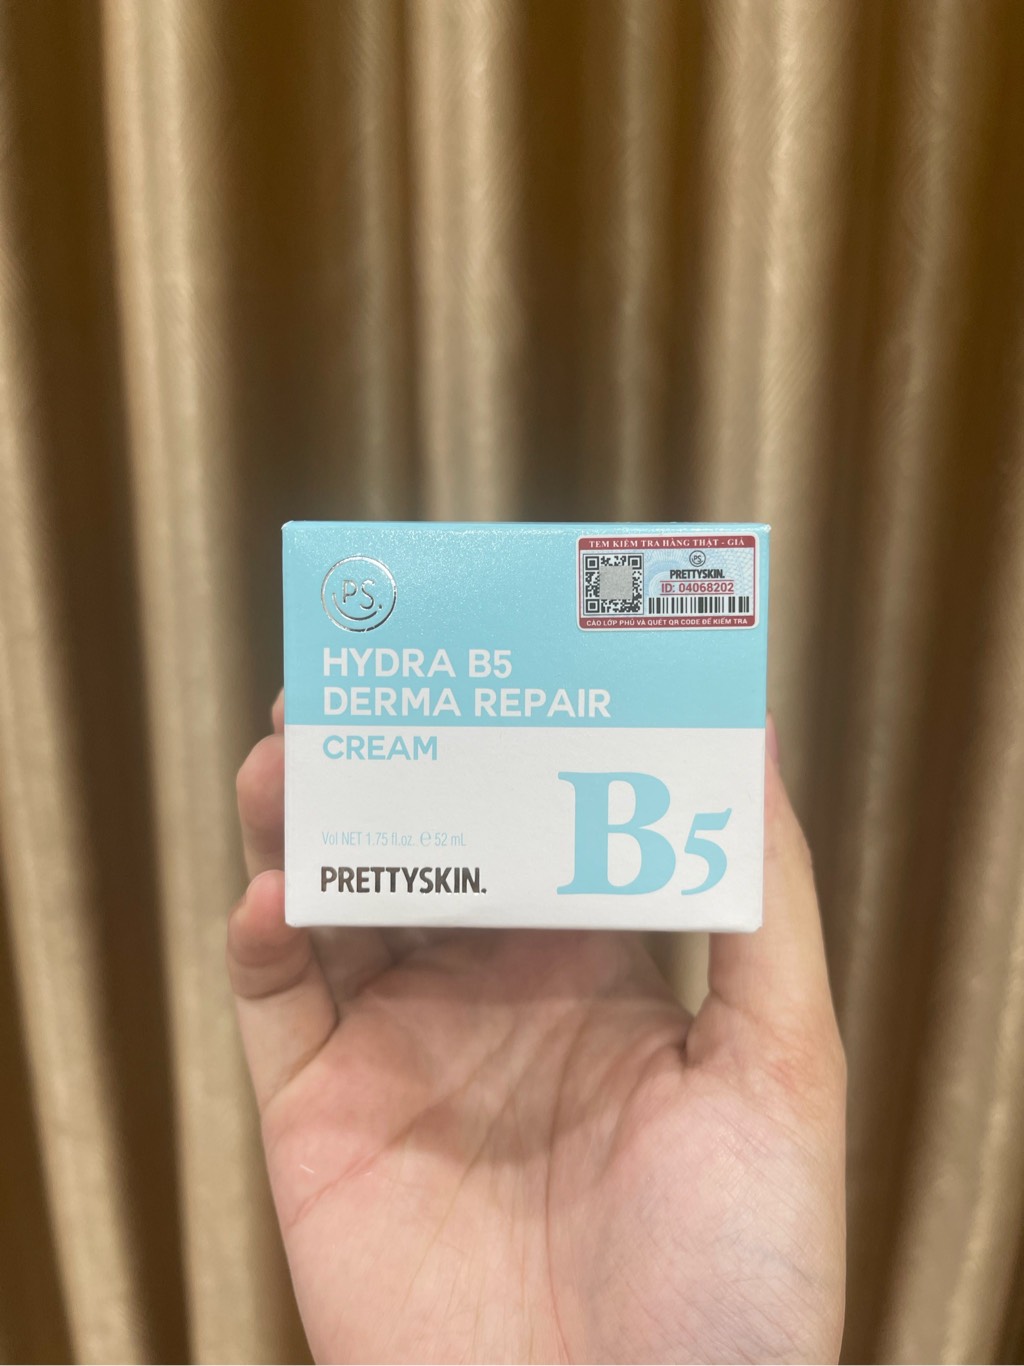 TEM KIỂM TRA HÀNG THẬT - GIẢ
PS.
PRETTYSKIN.
ID: 04068202
CÀO LỚP PHỦ VÀ QUÉT QR CODE ĐỂ KIỂM TRA
PS.
HYDRA B5
DERMA REPAIR
CREAM
B5
Vol NET 1.75 fl.oz. ℮ 52 mL
PRETTYSKIN.